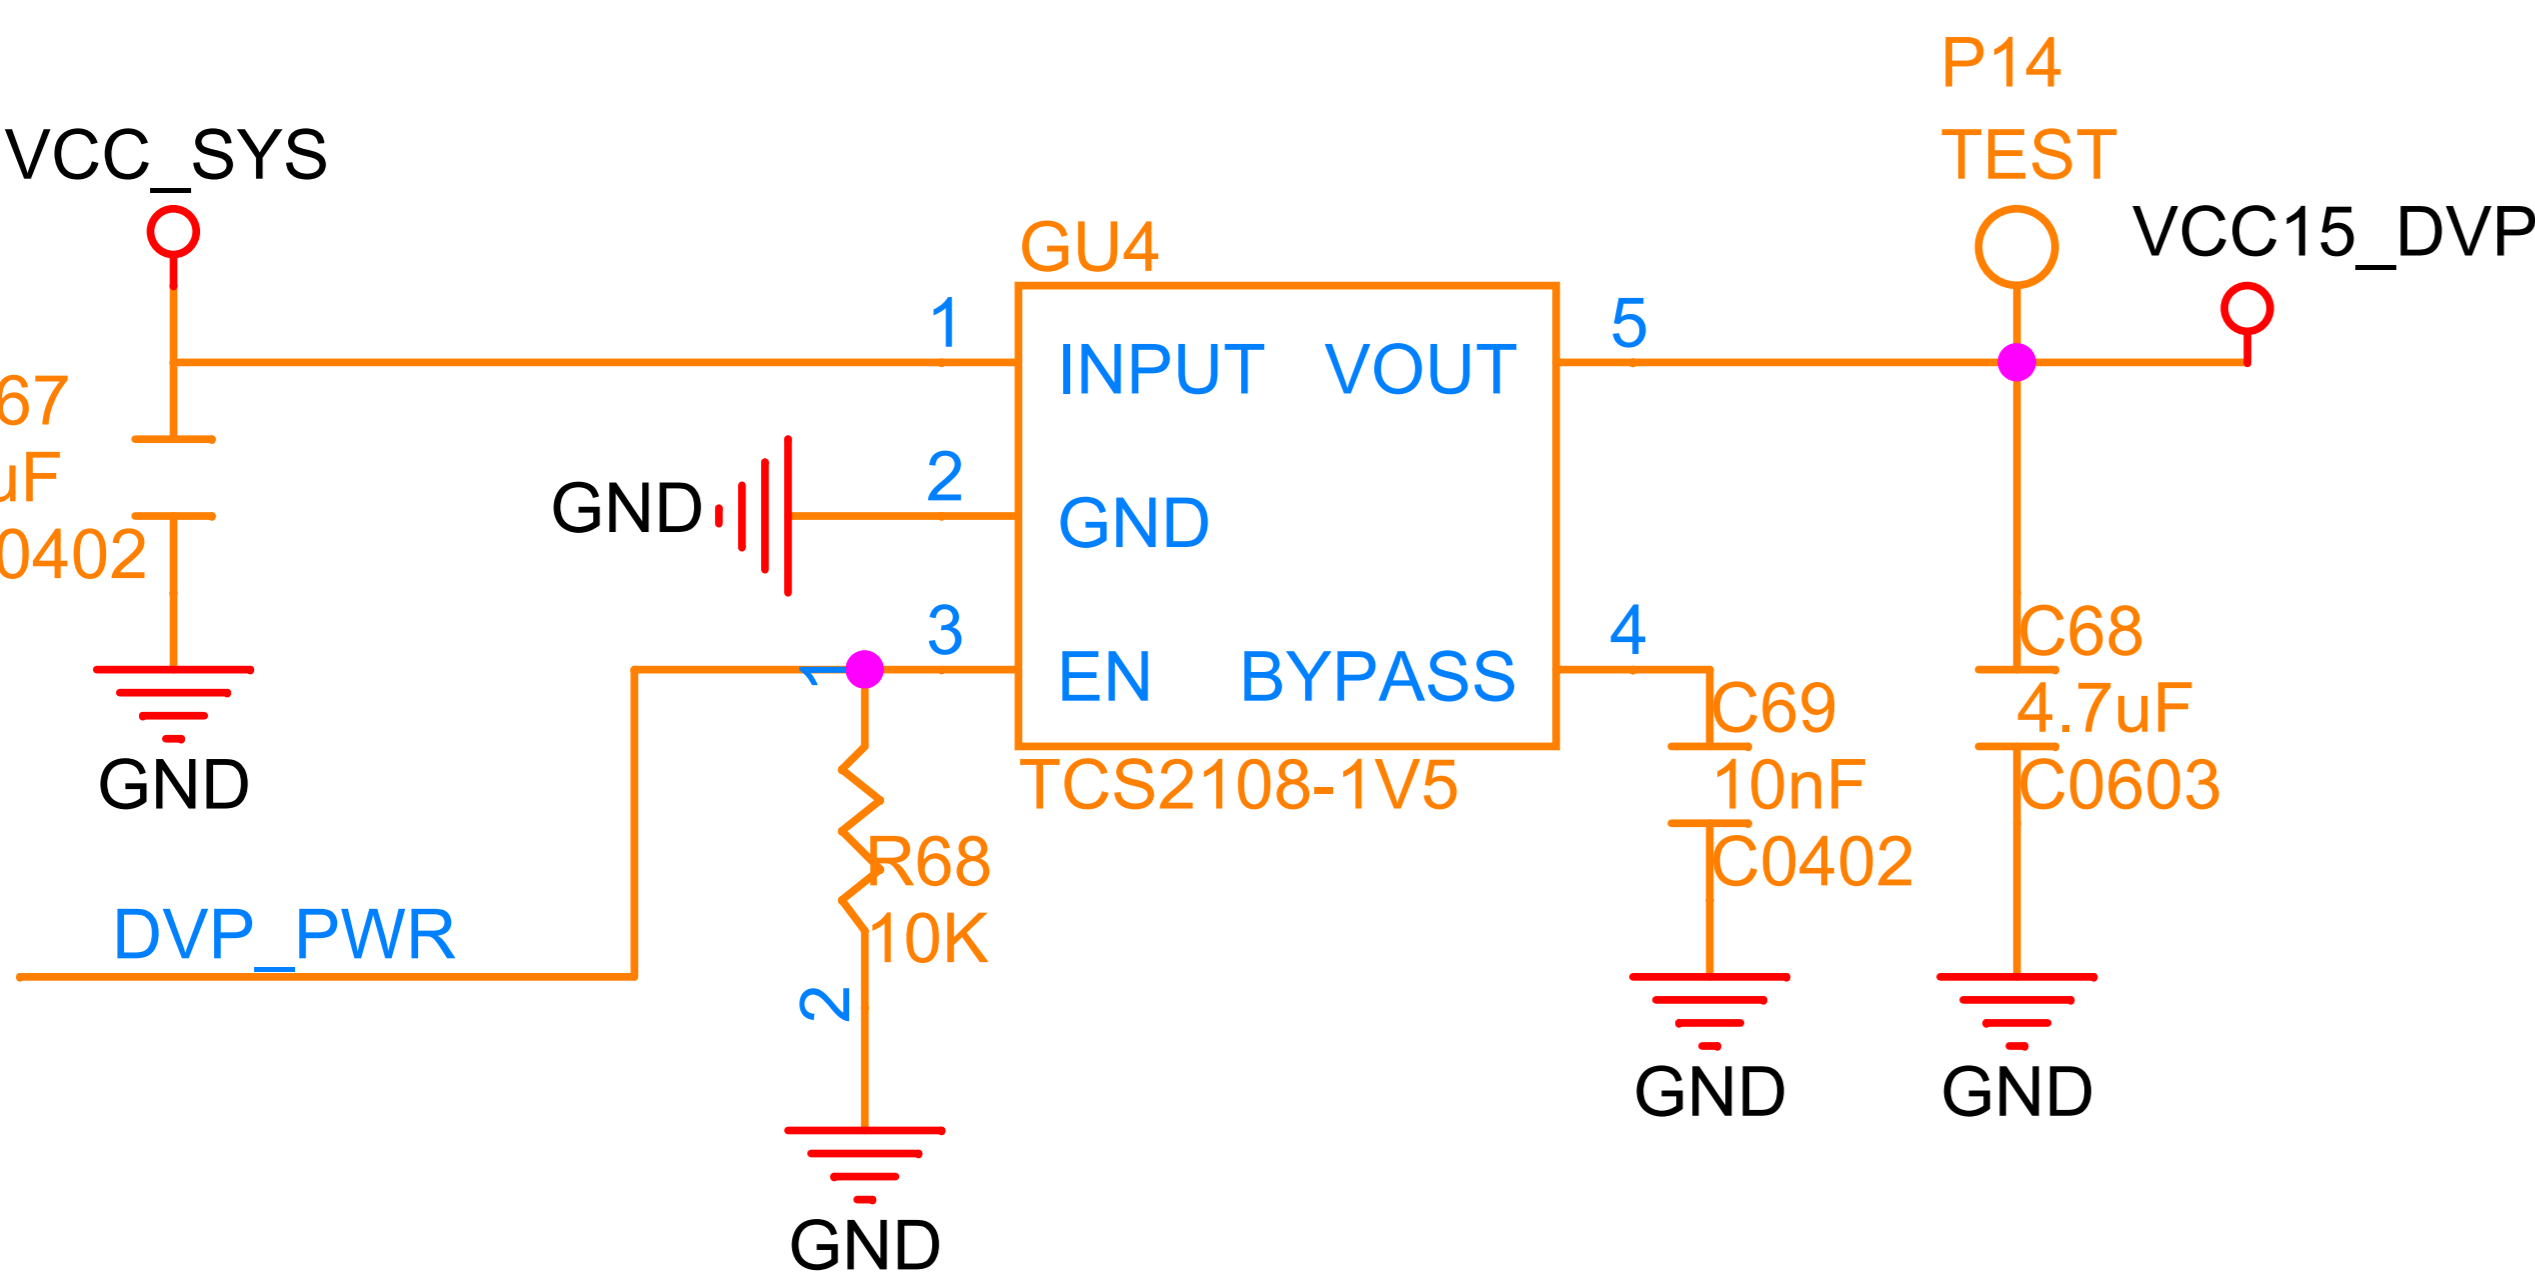 P14
TEST
VCC_SYS
VCC15_DVP
GU4
1
INPUT
VOUT
5
67
uF
0402
GND
2
GND
3
EN
BYPASS
4
1
TCS2108-1V5
C68
4.7uF
C0603
C69
10nF
C0402
GND
R68
10K
DVP_PWR
2
GND
GND
GND